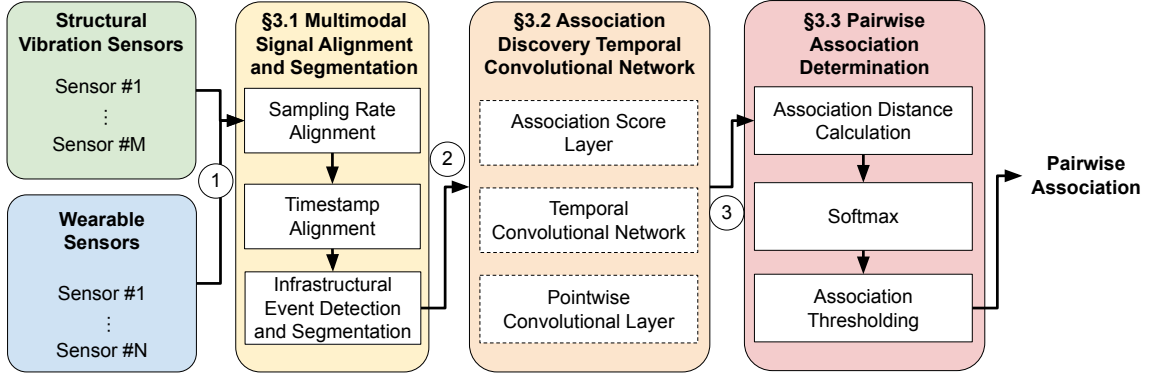 Structural
Vibration Sensors
Sensor #1
⋮
Sensor #M
Wearable
Sensors
Sensor #1
⋮
Sensor #N
1
§3.1 Multimodal
Signal Alignment
and Segmentation
Sampling Rate
Alignment
Timestamp
Alignment
Infrastructural
Event Detection
and Segmentation
2
§3.2 Association
Discovery Temporal
Convolutional Network
Association Score
Layer
Temporal
Convolutional Network
Pointwise
Convolutional Layer
3
§3.3 Pairwise
Association
Determination
Association Distance
Calculation
Softmax
Association
Thresholding
Pairwise
Association